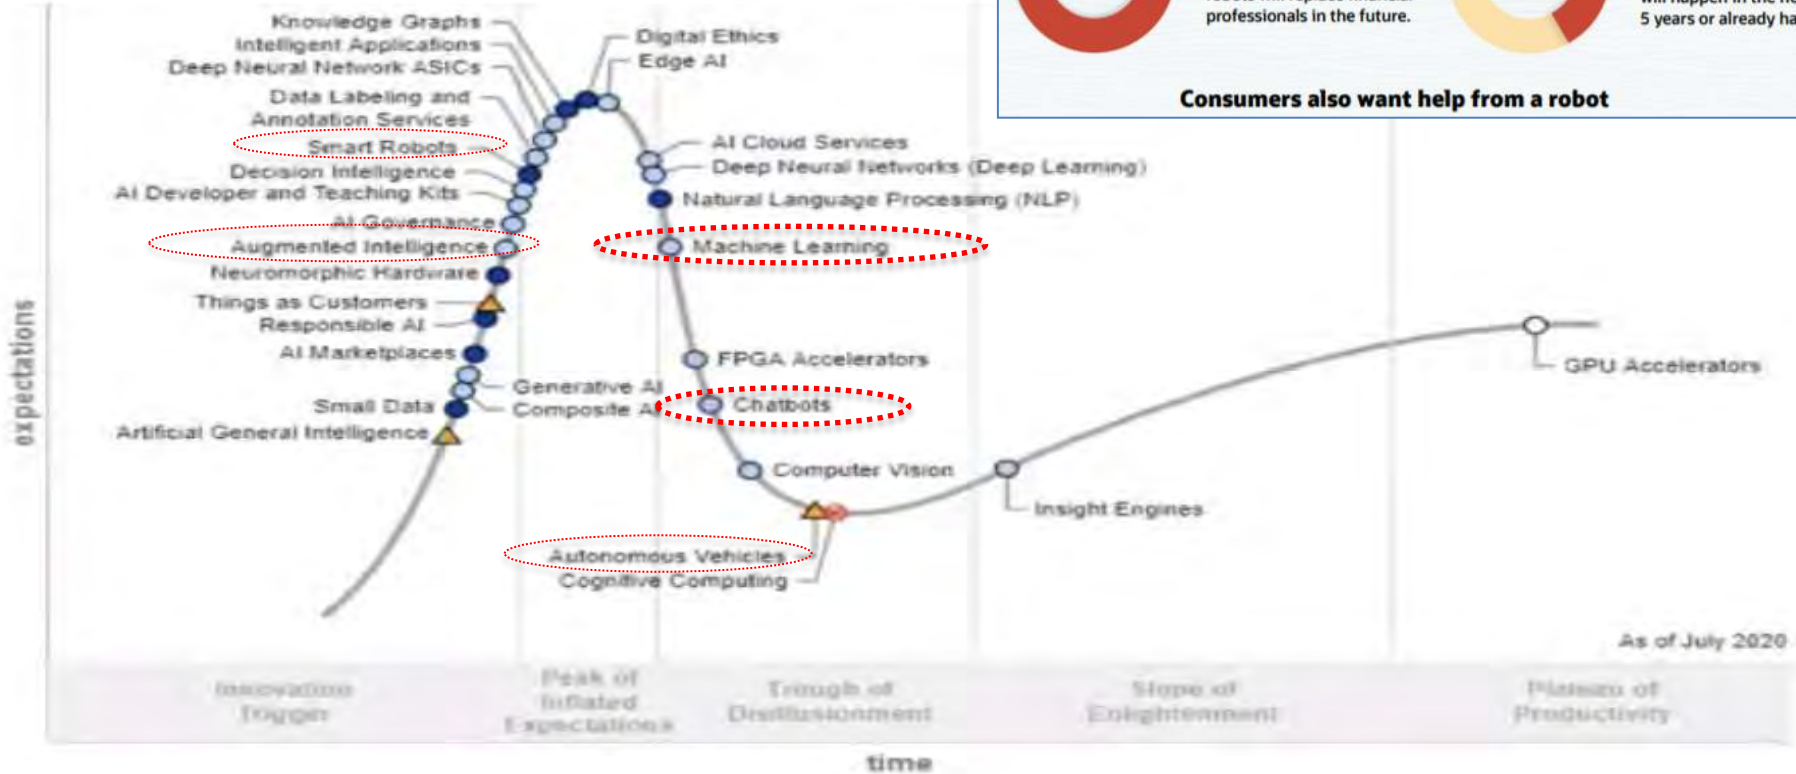 Knowledge Graphs
Intelligent Applications
Deep Neural Network ASICs
Data Labeling and
Annotation Services
Smart Robots
Decision Intelligence
AI Developer and Teaching Kits
AI Governance
Augmented Intelligence
Neuromorphic Hardware
Things as Customers
Responsible AI
AI Marketplaces
Generative AI
Small Data
Composite AI
Artificial General Intelligence
Digital Ethics
Edge AI
AI Cloud Services
Deep Neural Networks (Deep Learning)
Natural Language Processing (NLP)
Machine Learning
FPGA Accelerators
Chatbots
Computer Vision
Autonomous Vehicles
Cognitive Computing
Insight Engines
GPU Accelerators
professionals in the future.
5 years or already
Consumers also want help from a robot
expectations
As of July 2020
Innovation
Trigger
Peak of
Inflated
Expectations
Trough of
Disillusionment
Slope of
Enlightenment
Plateau of
Productivity
time